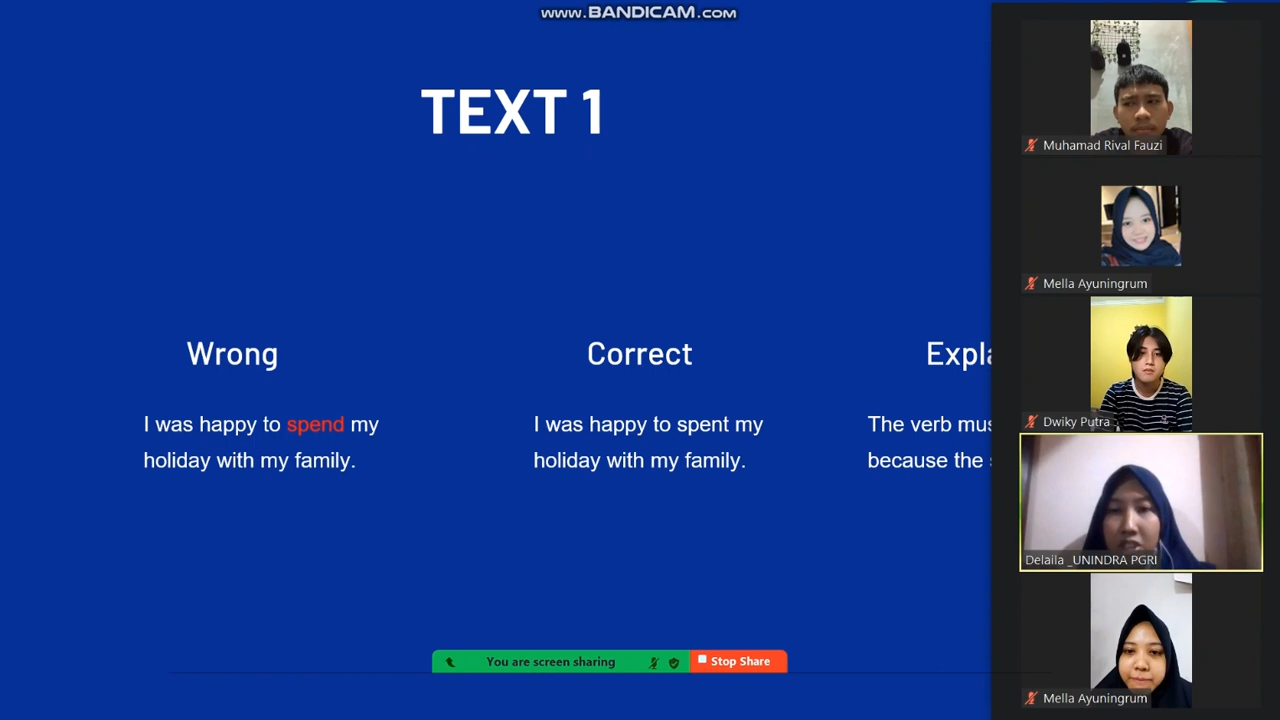 www.BANDICAM.com
TEXT 1
Wrong
I was happy to spend my
holiday with my family.
Correct
I was happy to spent my
holiday with my family.
Expla
The verb mus
because the
You are screen sharing
Stop Share
Muhamad Rival Fauzi
Mella Ayuningrum
Dwiky Putra
Delaila _UNINDRA PGRI
Mella Ayuningrum